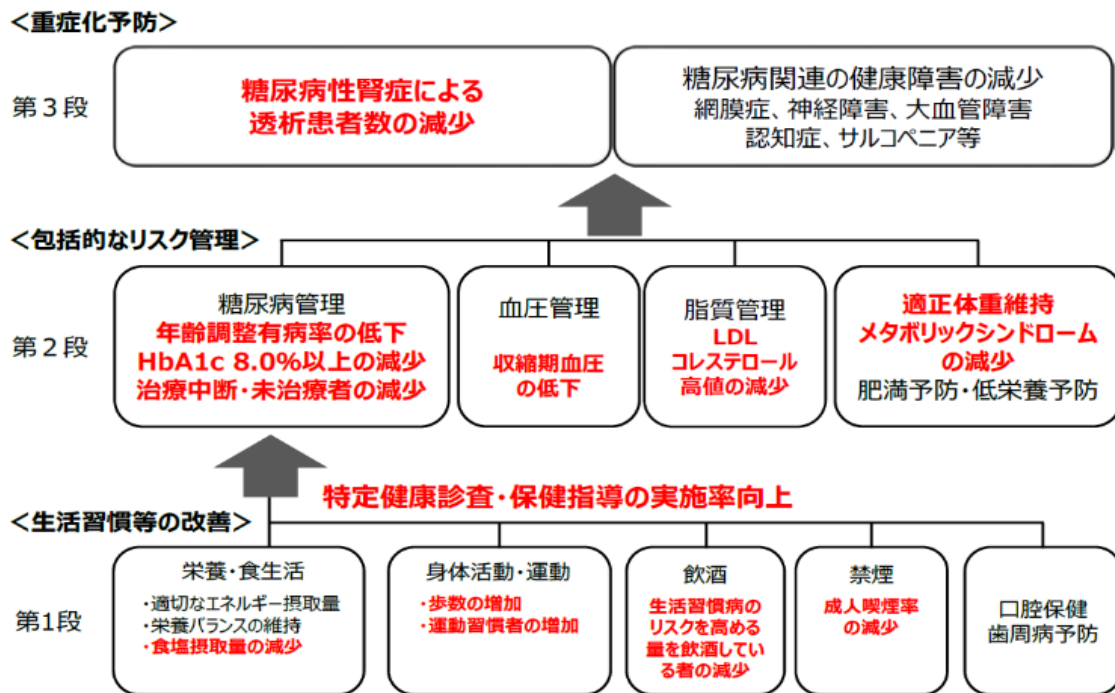 ＜重症化予防＞
第３段
糖尿病性腎症による
透析患者数の減少
糖尿病関連の健康障害の減少
網膜症、神経障害、大血管障害
認知症、サルコペニア等
＜包括的なリスク管理＞
第２段
糖尿病管理
年齢調整有病率の低下
HbA1c 8.0%以上の減少
治療中断・未治療者の減少
血圧管理
収縮期血圧
の低下
脂質管理
LDL
コレステロール
高値の減少
適正体重維持
メタボリックシンドローム
の減少
肥満予防・低栄養予防
特定健康診査・保健指導の実施率向上
＜生活習慣等の改善＞
第1段
栄養・食生活
・適切なエネルギー摂取量
・栄養バランスの維持
・食塩摂取量の減少
身体活動・運動
・歩数の増加
・運動習慣者の増加
飲酒
生活習慣病の
リスクを高める
量を飲酒してい
る者の減少
禁煙
成人喫煙率
の減少
口腔保健
歯周病予防